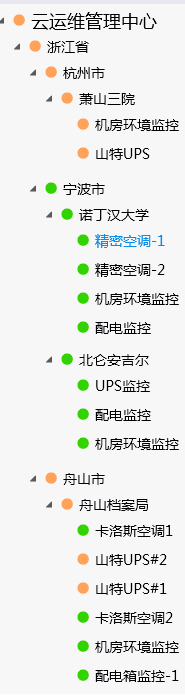 云运维管理中心
浙江省
杭州市
萧山三院
机房环境监控
山特UPS
宁波市
诺丁汉大学
精密空调-1
精密空调-2
机房环境监控
配电监控
北仑安吉尔
UPS监控
配电监控
机房环境监控
舟山市
舟山档案局
卡洛斯空调1
山特UPS#2
山特UPS#1
卡洛斯空调2
机房环境监控
配电箱监控-1